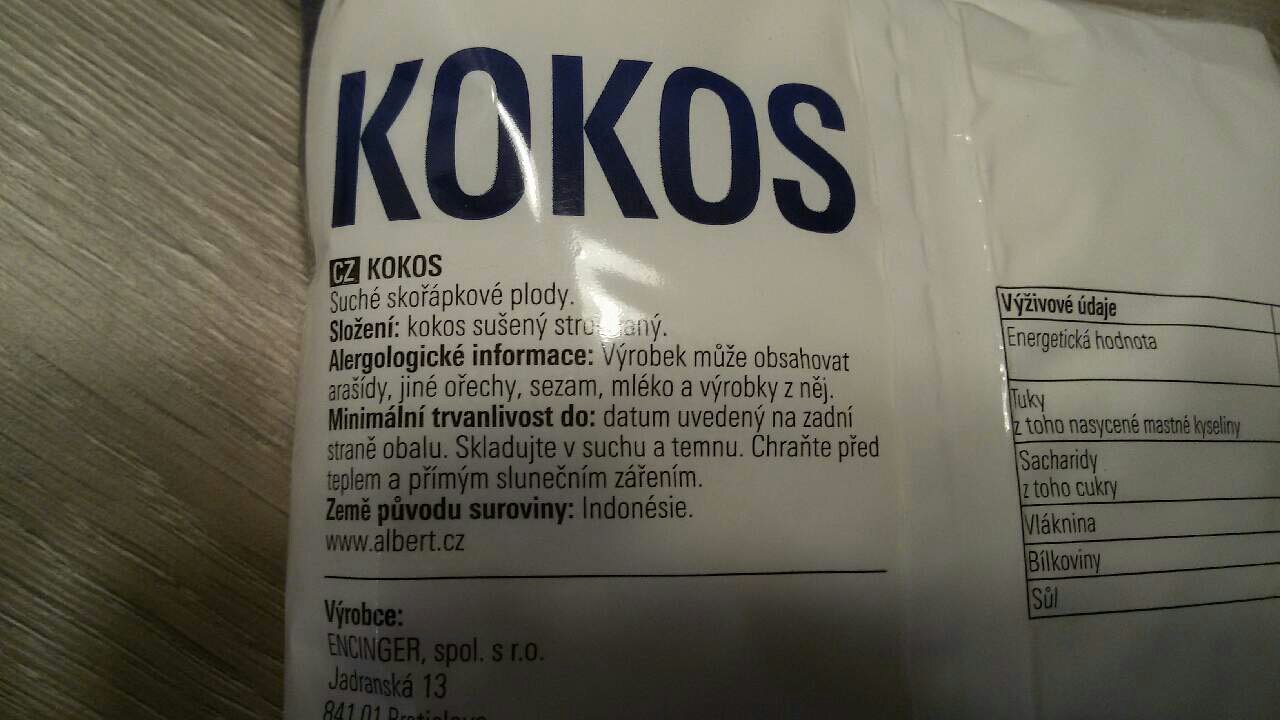 KOKOS
CZ KOKOS
Suché skořápkové plody.
Složení: kokos sušený
Alergologické informace: Výrobek může obsahovat
arašídy, jiné ořechy, sezam, mléko a výrobky z něj.
Minimální trvanlivost do: datum uvedený na zadní
straně obalu. Skladujte v suchu a temnu. Chraňte před
teplem a přímým slunečním zářením.
Země původu suroviny: Indonésie.
www.albert.cz
Výrobce:
ENCINGER, spol. s r.o.
Jadranská 13
841 01
Výživové údaje
Energetická hodnota
Tuky
z toho nasycené mastné kyseliny
Sacharidy
z toho cukry
Vláknina
Bílkoviny
Sůl